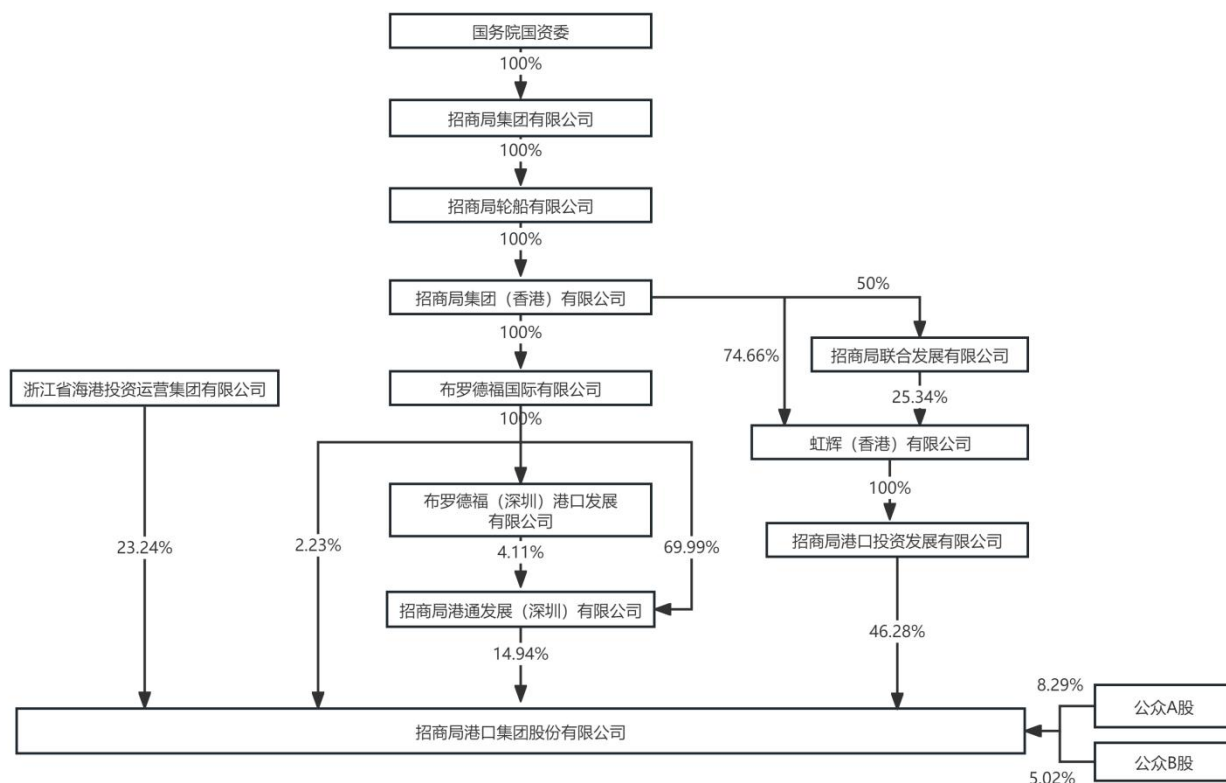 国务院国资委
100%
招商局集团有限公司
100%
招商局轮船有限公司
100%
招商局集团（香港）有限公司
50%
100%
74.66%
招商局联合发展有限公司
浙江省海港投资运营集团有限公司
布罗德福国际有限公司
25.34%
100%
虹辉（香港）有限公司
100%
布罗德福（深圳）港口发展
有限公司
23.24%
2.23%
4.11%
69.99%
招商局港口投资发展有限公司
招商局港通发展（深圳）有限公司
46.28%
14.94%
8.29%
公众A股
招商局港口集团股份有限公司
公众B股
5.02%